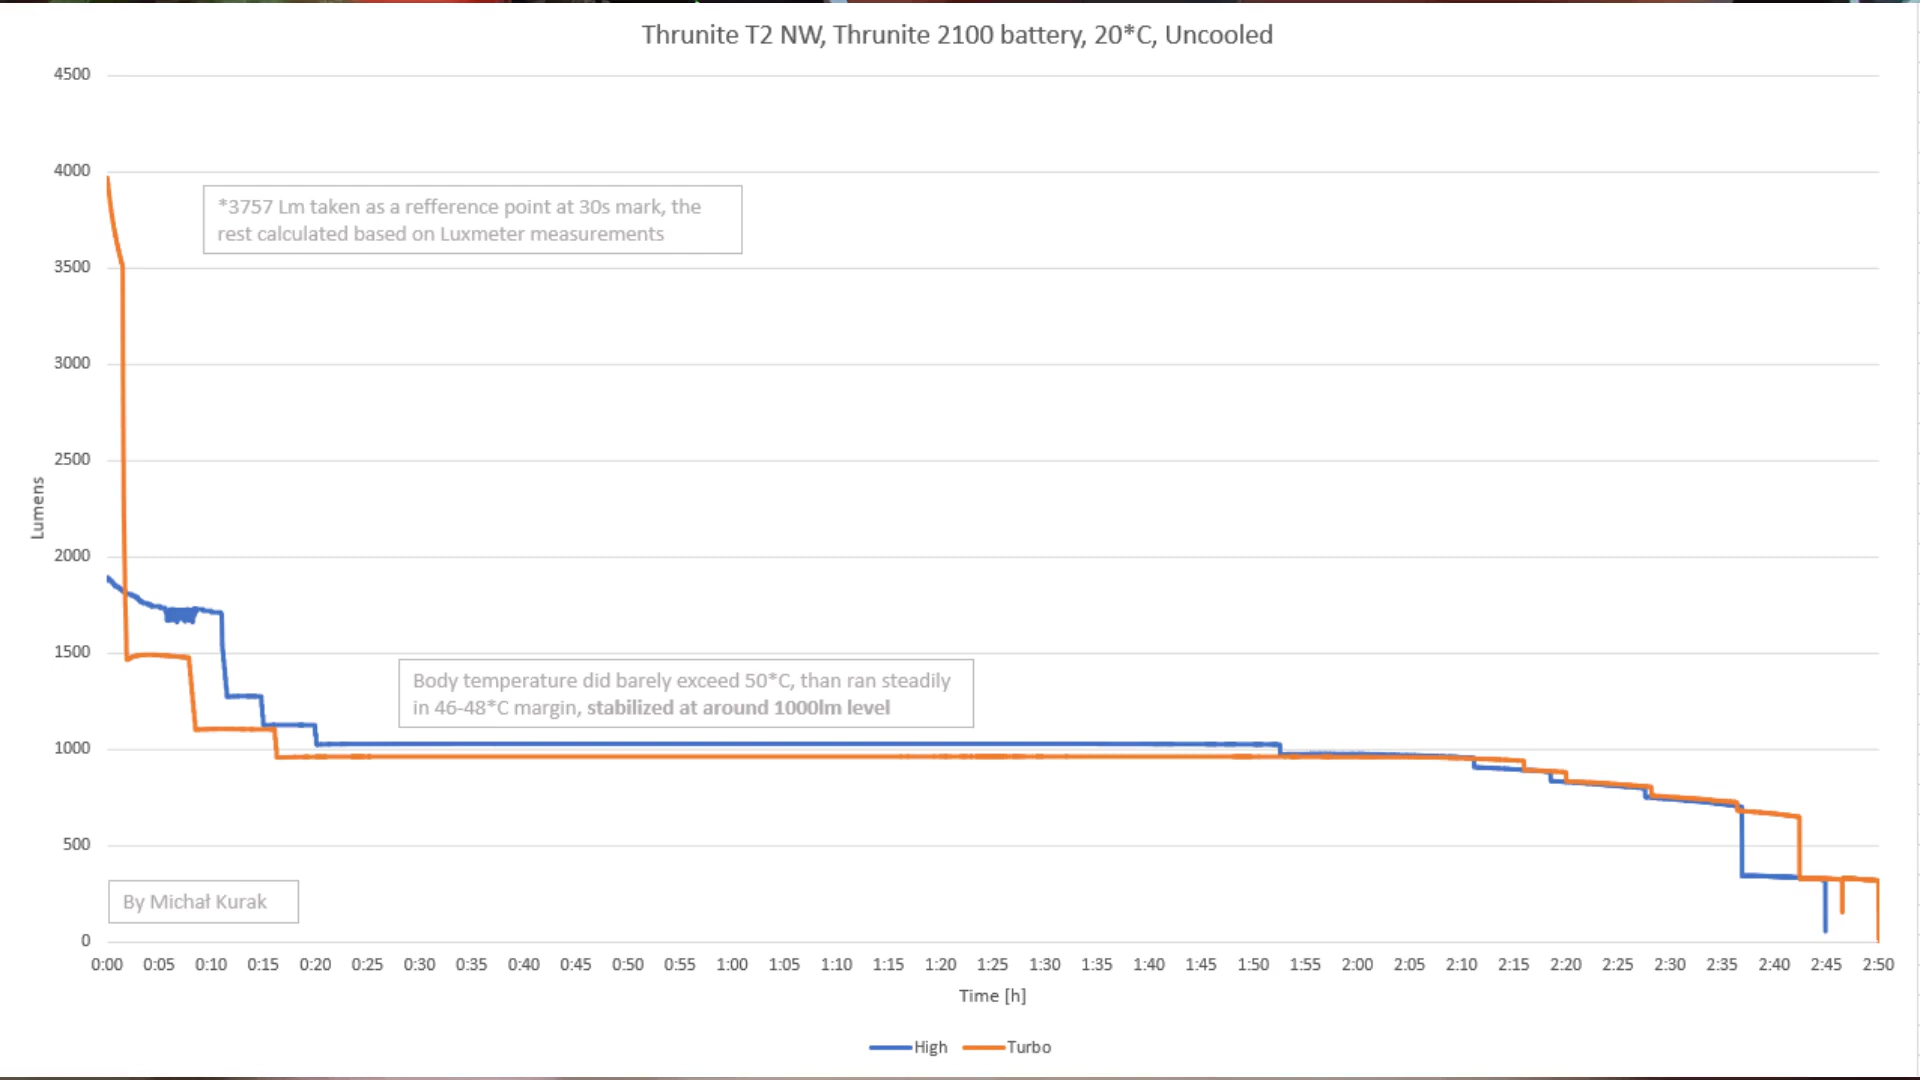 Thrunite T2 NW, Thrunite 2100 battery, 20*C, Uncooled
4500
4000
3500
3000
2500
2000
1500
1000
500
0
Lumens
*3757 Lm taken as a refference point at 30s mark, the
rest calculated based on Luxmeter measurements
Body temperature did barely exceed 50*C, than ran steadily
in 46-48*C margin, stabilized at around 1000lm level
By Michał Kurak
0:00 0:05 0:10 0:15 0:20 0:25 0:30 0:35 0:40 0:45 0:50 0:55 1:00 1:05 1:10 1:15 1:20 1:25 1:30 1:35 1:40 1:45 1:50 1:55 2:00 2:05 2:10 2:15 2:20 2:25 2:30 2:35 2:40 2:45 2:50
Time [h]
High Turbo